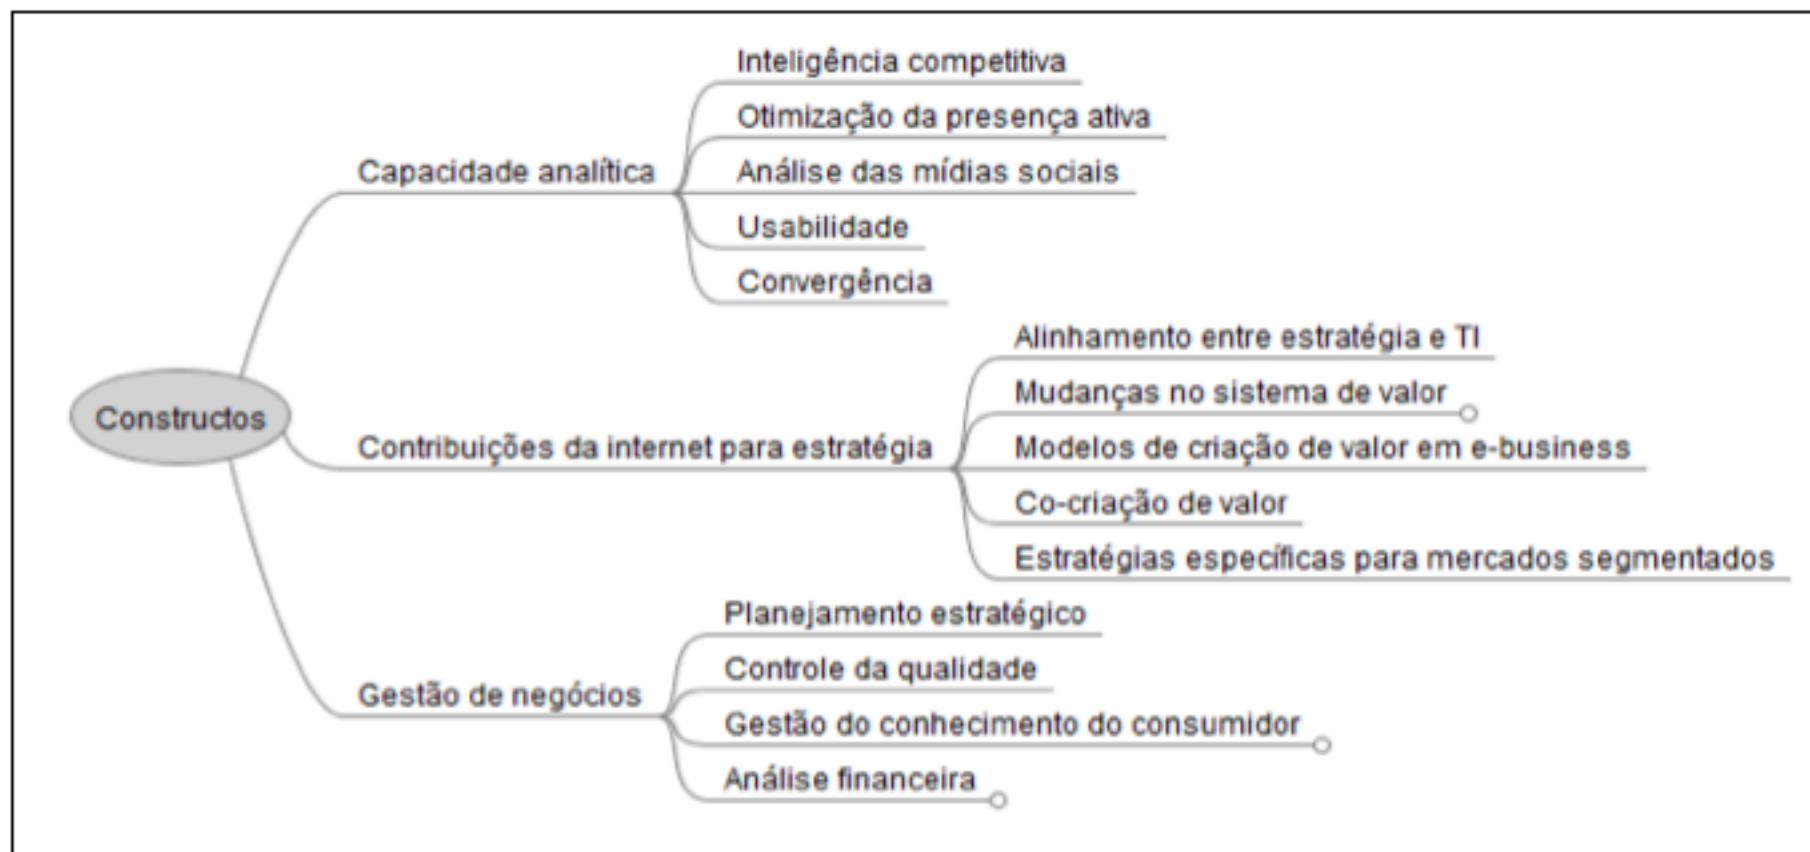 Constructos
Capacidade analítica
Inteligência competitiva
Otimização da presença ativa
Análise das mídias sociais
Usabilidade
Convergência
Contribuições da internet para estratégia
Alinhamento entre estratégia e TI
Mudanças no sistema de valor
Modelos de criação de valor em e-business
Co-criação de valor
Estratégias específicas para mercados segmentados
Gestão de negócios
Planejamento estratégico
Controle da qualidade
Gestão do conhecimento do consumidor
Análise financeira